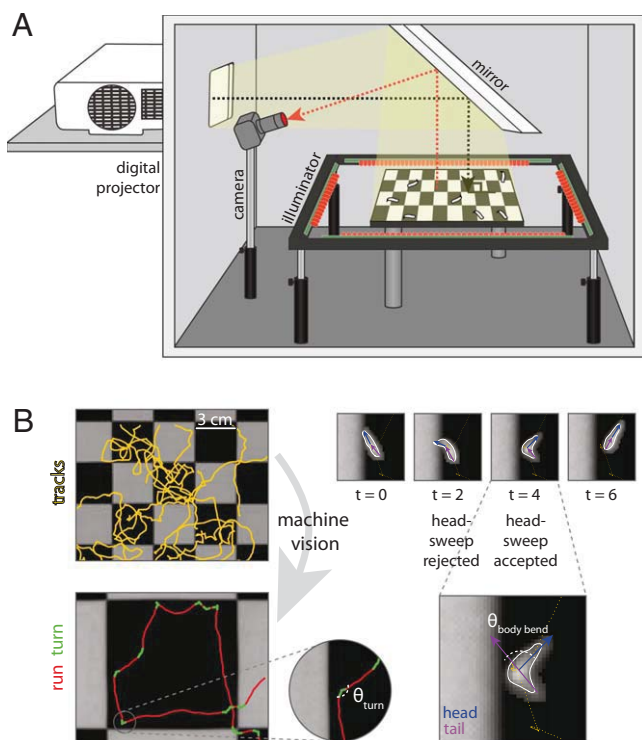 A
mirror
digital
projector
camera
illuminator
B
3 cm
tracks
machine
vision
t = 0
t = 2
t = 4
t = 6
head-
sweep
rejected
head-
sweep
accepted
run turn
θturn
θbody bend
head
tail